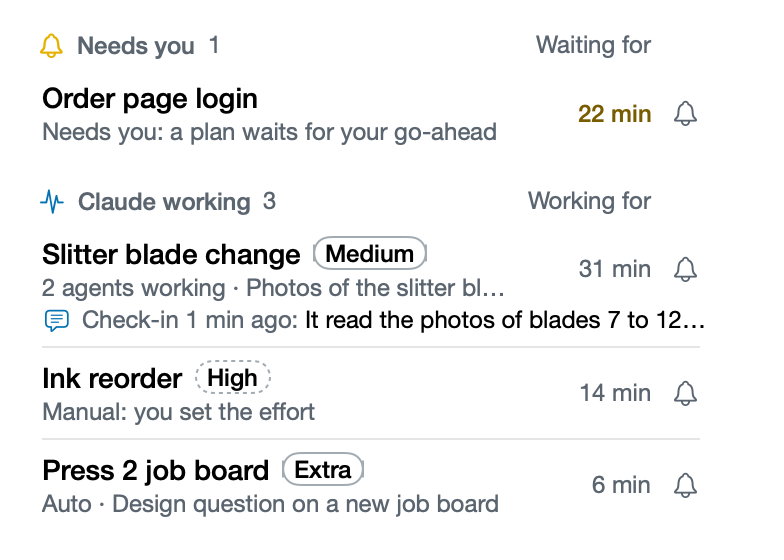 Needs you 1 Waiting for
Order page login
22 min
Needs you: a plan waits for your go-ahead
Claude working 3 Working for
Slitter blade change Medium
31 min
2 agents working · Photos of the slitter bl…
Check-in 1 min ago: It read the photos of blades 7 to 12…
Ink reorder High
14 min
Manual: you set the effort
Press 2 job board Extra
6 min
Auto · Design question on a new job board